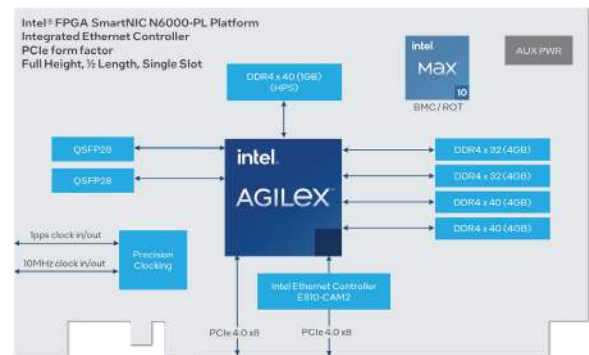 Intel® FPGA SmartNIC N6000-PL Platform
Integrated Ethernet Controller
PCIe form factor
Full Height, ½ Length, Single Slot
intel
MAX
10
BMC/ROT
AUX PWR
DDR4 x 40 (1GB)
(HPS)
QSFP28
QSFP28
intel.
AGILEX
DDR4 x 32 (4GB)
DDR4 x 32 (4GB)
DDR4 x 40 (4GB)
DDR4 x 40 (4GB)
1pps clock in/out
10MHz clock in/out
Precision
Clocking
Intel Ethernet Controller
E810-CAM2
PCIe 4.0 x8
PCIe 4.0 x8